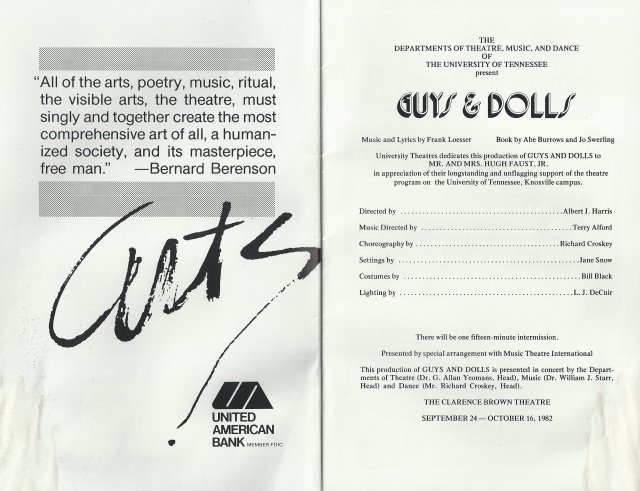 “All of the arts, poetry, music, ritual,
the visible arts, the theatre, must
singly and together create the most
comprehensive art of all, a human-
ized society, and its masterpiece,
free man.” —Bernard Berenson
arts
UNITED
AMERICAN
BANK MEMBER FDIC
THE
DEPARTMENTS OF THEATRE, MUSIC, AND DANCE
OF
THE UNIVERSITY OF TENNESSEE
present
GUYS & DOLLS
Music and Lyrics by Frank Loesser Book by Abe Burrows and Jo Swerling
University Theatres dedicates this production of GUYS AND DOLLS to
MR. AND MRS. HUGH FAUST, JR.
in appreciation of their longstanding and unflagging support of the theatre
program on the University of Tennessee, Knoxville campus.
Directed by ............................................Albert J. Harris
Music Directed by ..........................................Terry Alford
Choreography by .......................................Richard Croskey
Settings by ................................................Jane Snow
Costumes by .................................................Bill Black
Lighting by ...............................................L. J. DeCuir
There will be one fifteen-minute intermission.
Presented by special arrangement with Music Theatre International
This production of GUYS AND DOLLS is presented in concert by the Depart-
ments of Theatre (Dr. G. Allan Yeomans, Head), Music (Dr. William J. Starr,
Head) and Dance (Mr. Richard Croskey, Head).
THE CLARENCE BROWN THEATRE
SEPTEMBER 24 — OCTOBER 16, 1982